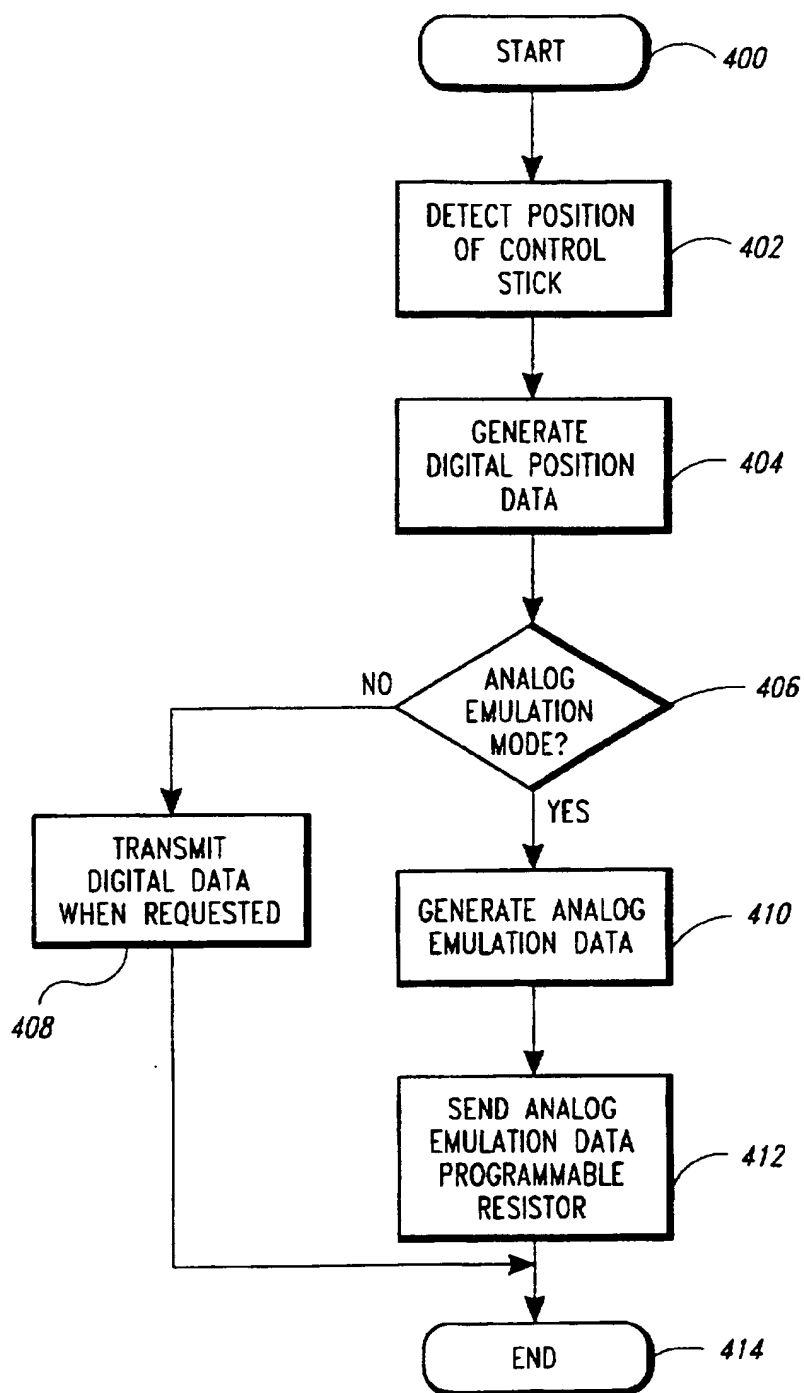 START
400
DETECT POSITION
OF CONTROL
STICK
402
GENERATE
DIGITAL POSITION
DATA
404
NO
ANALOG
EMULATION
MODE?
406
YES
TRANSMIT
DIGITAL DATA
WHEN REQUESTED
408
GENERATE ANALOG
EMULATION DATA
410
SEND ANALOG
EMULATION DATA
PROGRAMMABLE
RESISTOR
412
END
414